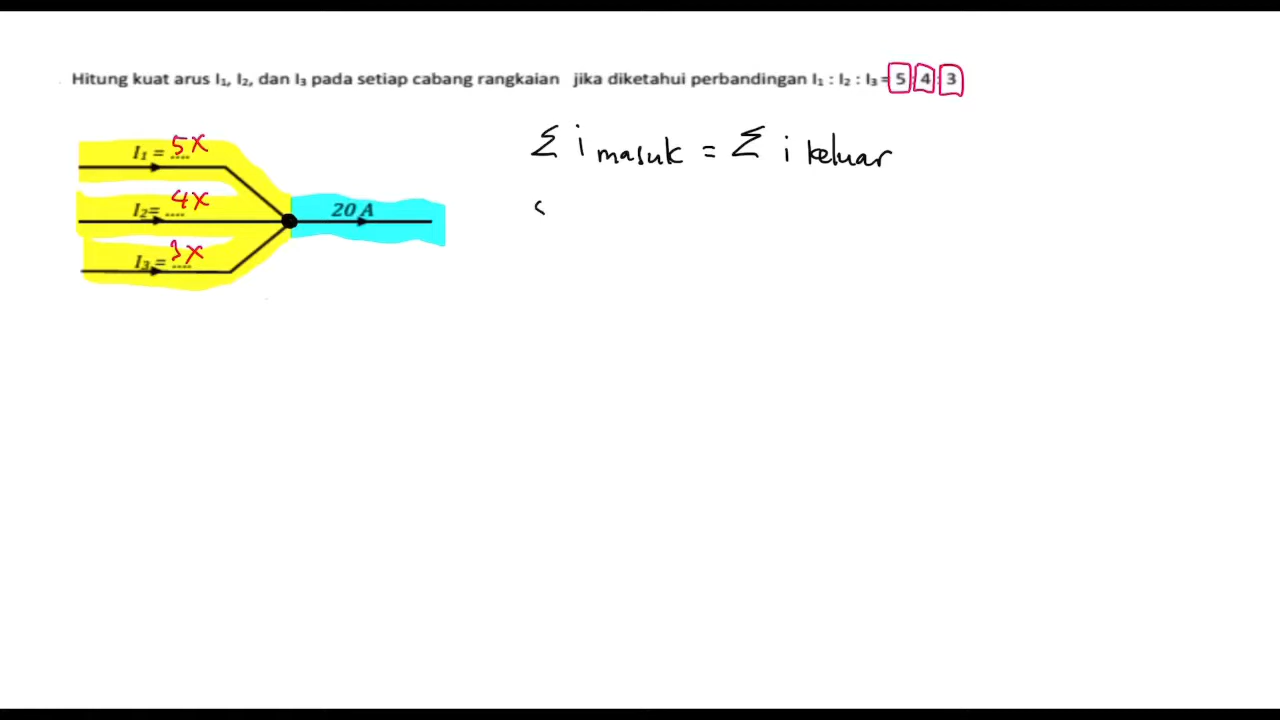 Hitung kuat arus I₁, I₂, dan I₃ pada setiap cabang rangkaian jika diketahui perbandingan I₁ : I₂ : I₃ = 5 : 4 : 3
I₁ = .... 5x
I₂= .... 4x
I₃ = .... 3x
20 A
Σ i masuk = Σ i keluar